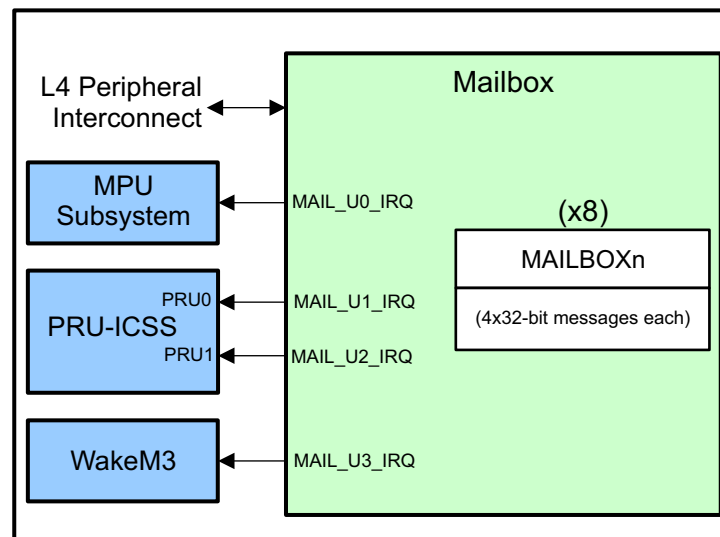 L4 Peripheral
Interconnect
Mailbox
MPU
Subsystem
MAIL_U0_IRQ
(x8)
MAILBOXn
(4x32-bit messages each)
PRU0
MAIL_U1_IRQ
PRU-ICSS
PRU1
MAIL_U2_IRQ
WakeM3
MAIL_U3_IRQ